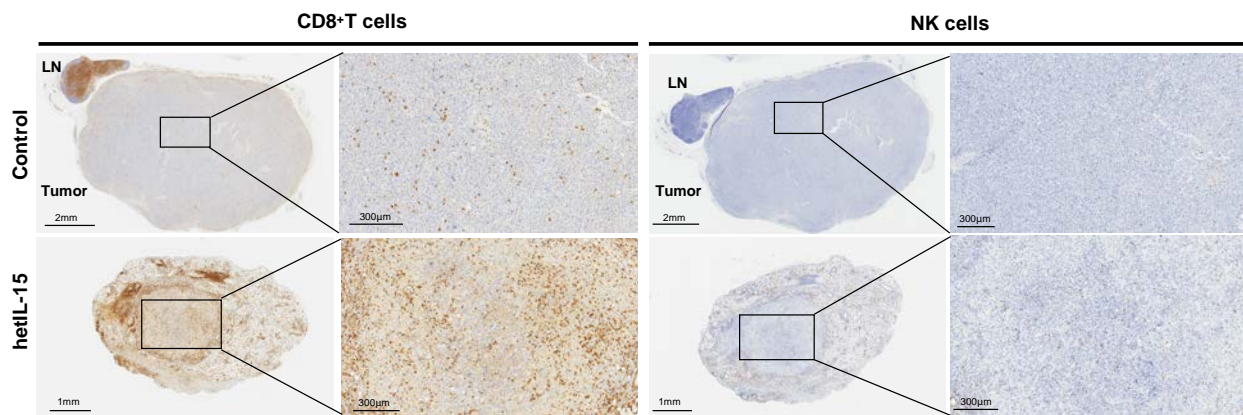 CD8+T cells
NK cells
Control
LN
Tumor
2mm
300µm
LN
Tumor
2mm
300µm
hetIL-15
1mm
300µm
1mm
300µm